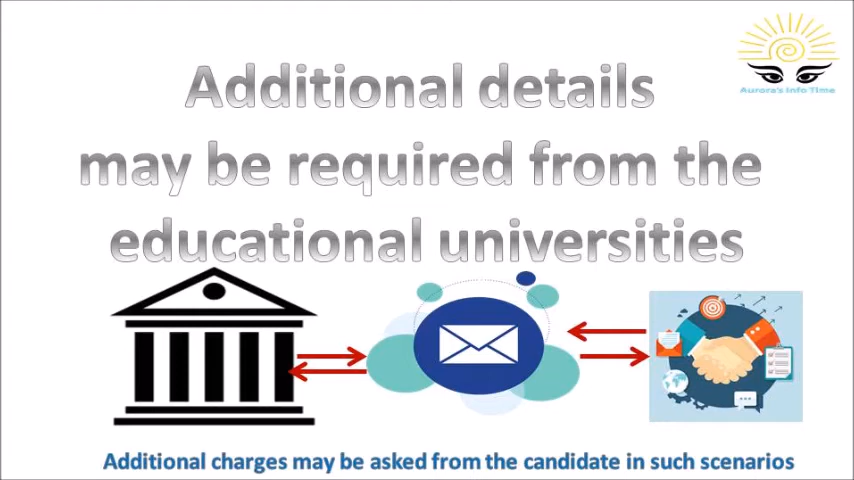 Aurora's Info Time
Additional details
may be required from the
educational universities
Additional charges may be asked from the candidate in such scenarios